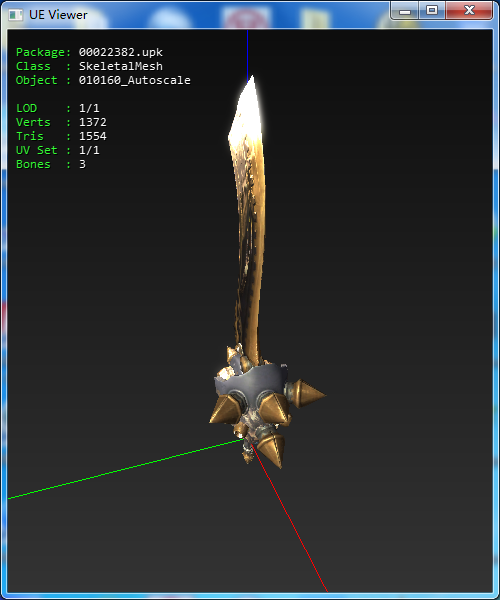 UE Viewer
Package: 00022382.upk
Class  : SkeletalMesh
Object : 010160_Autoscale
LOD    : 1/1
Verts  : 1372
Tris   : 1554
UV Set : 1/1
Bones  : 3